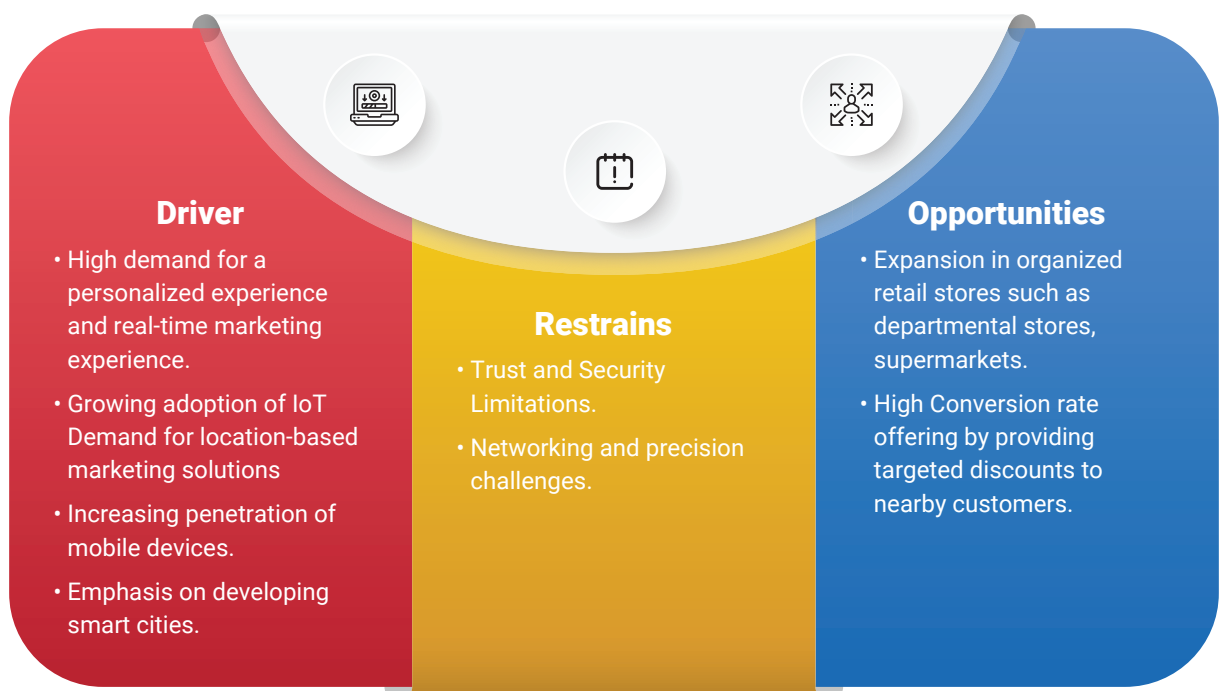 Driver
• High demand for a
personalized experience
and real-time marketing
experience.
• Growing adoption of IoT
Demand for location-based
marketing solutions
• Increasing penetration of
mobile devices.
• Emphasis on developing
smart cities.
Restrains
• Trust and Security
Limitations.
• Networking and precision
challenges.
Opportunities
• Expansion in organized
retail stores such as
departmental stores,
supermarkets.
• High Conversion rate
offering by providing
targeted discounts to
nearby customers.